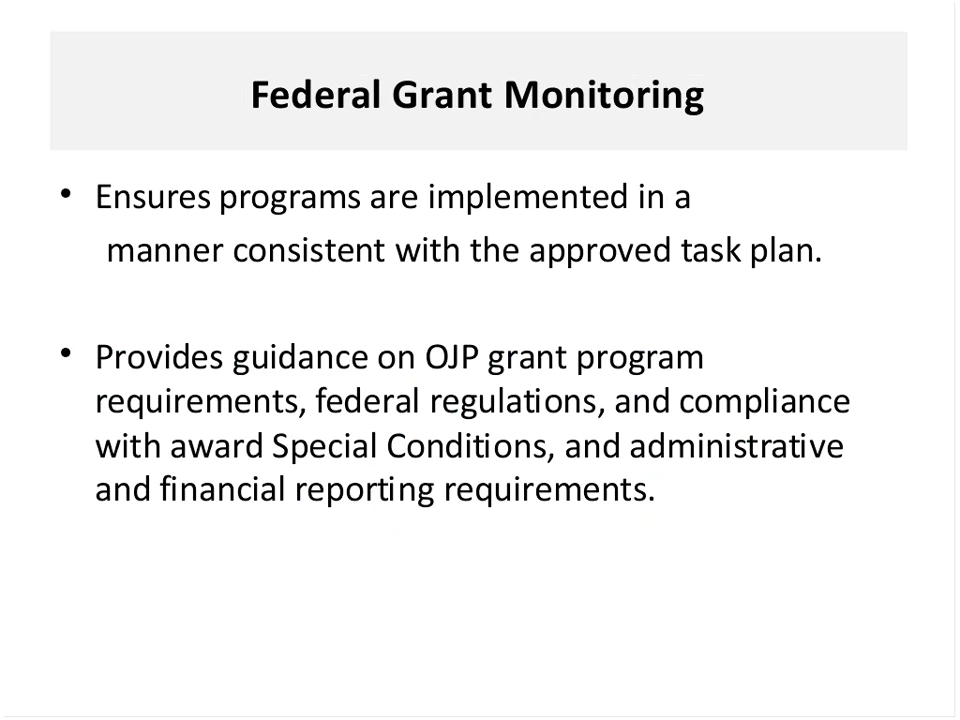 Federal Grant Monitoring
• Ensures programs are implemented in a
manner consistent with the approved task plan.
• Provides guidance on OJP grant program
requirements, federal regulations, and compliance
with award Special Conditions, and administrative
and financial reporting requirements.